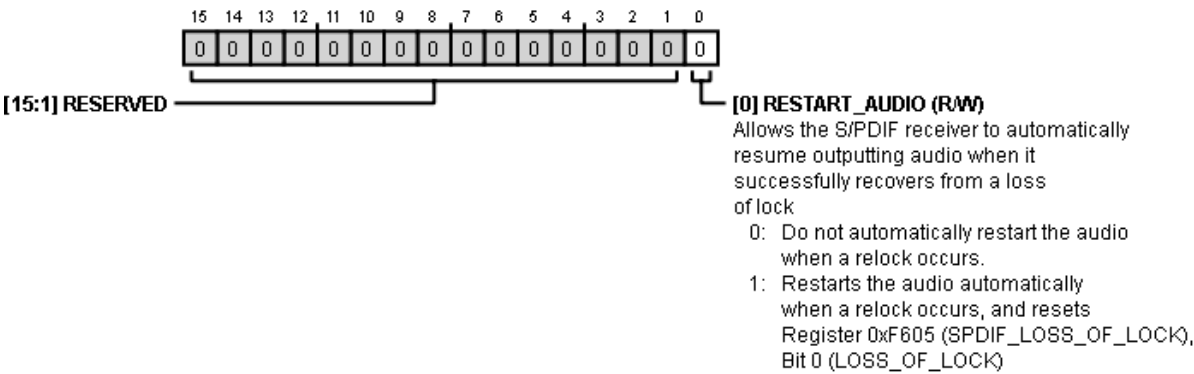 15 14 13 12 11 10 9 8 7 6 5 4 3 2 1 0
0 0 0 0 0 0 0 0 0 0 0 0 0 0 0 0
[15:1] RESERVED
[0] RESTART_AUDIO (R/W)
Allows the S/PDIF receiver to automatically
resume outputting audio when it
successfully recovers from a loss
of lock
0: Do not automatically restart the audio
when a relock occurs.
1: Restarts the audio automatically
when a relock occurs, and resets
Register 0xF605 (SPDIF_LOSS_OF_LOCK),
Bit 0 (LOSS_OF_LOCK)